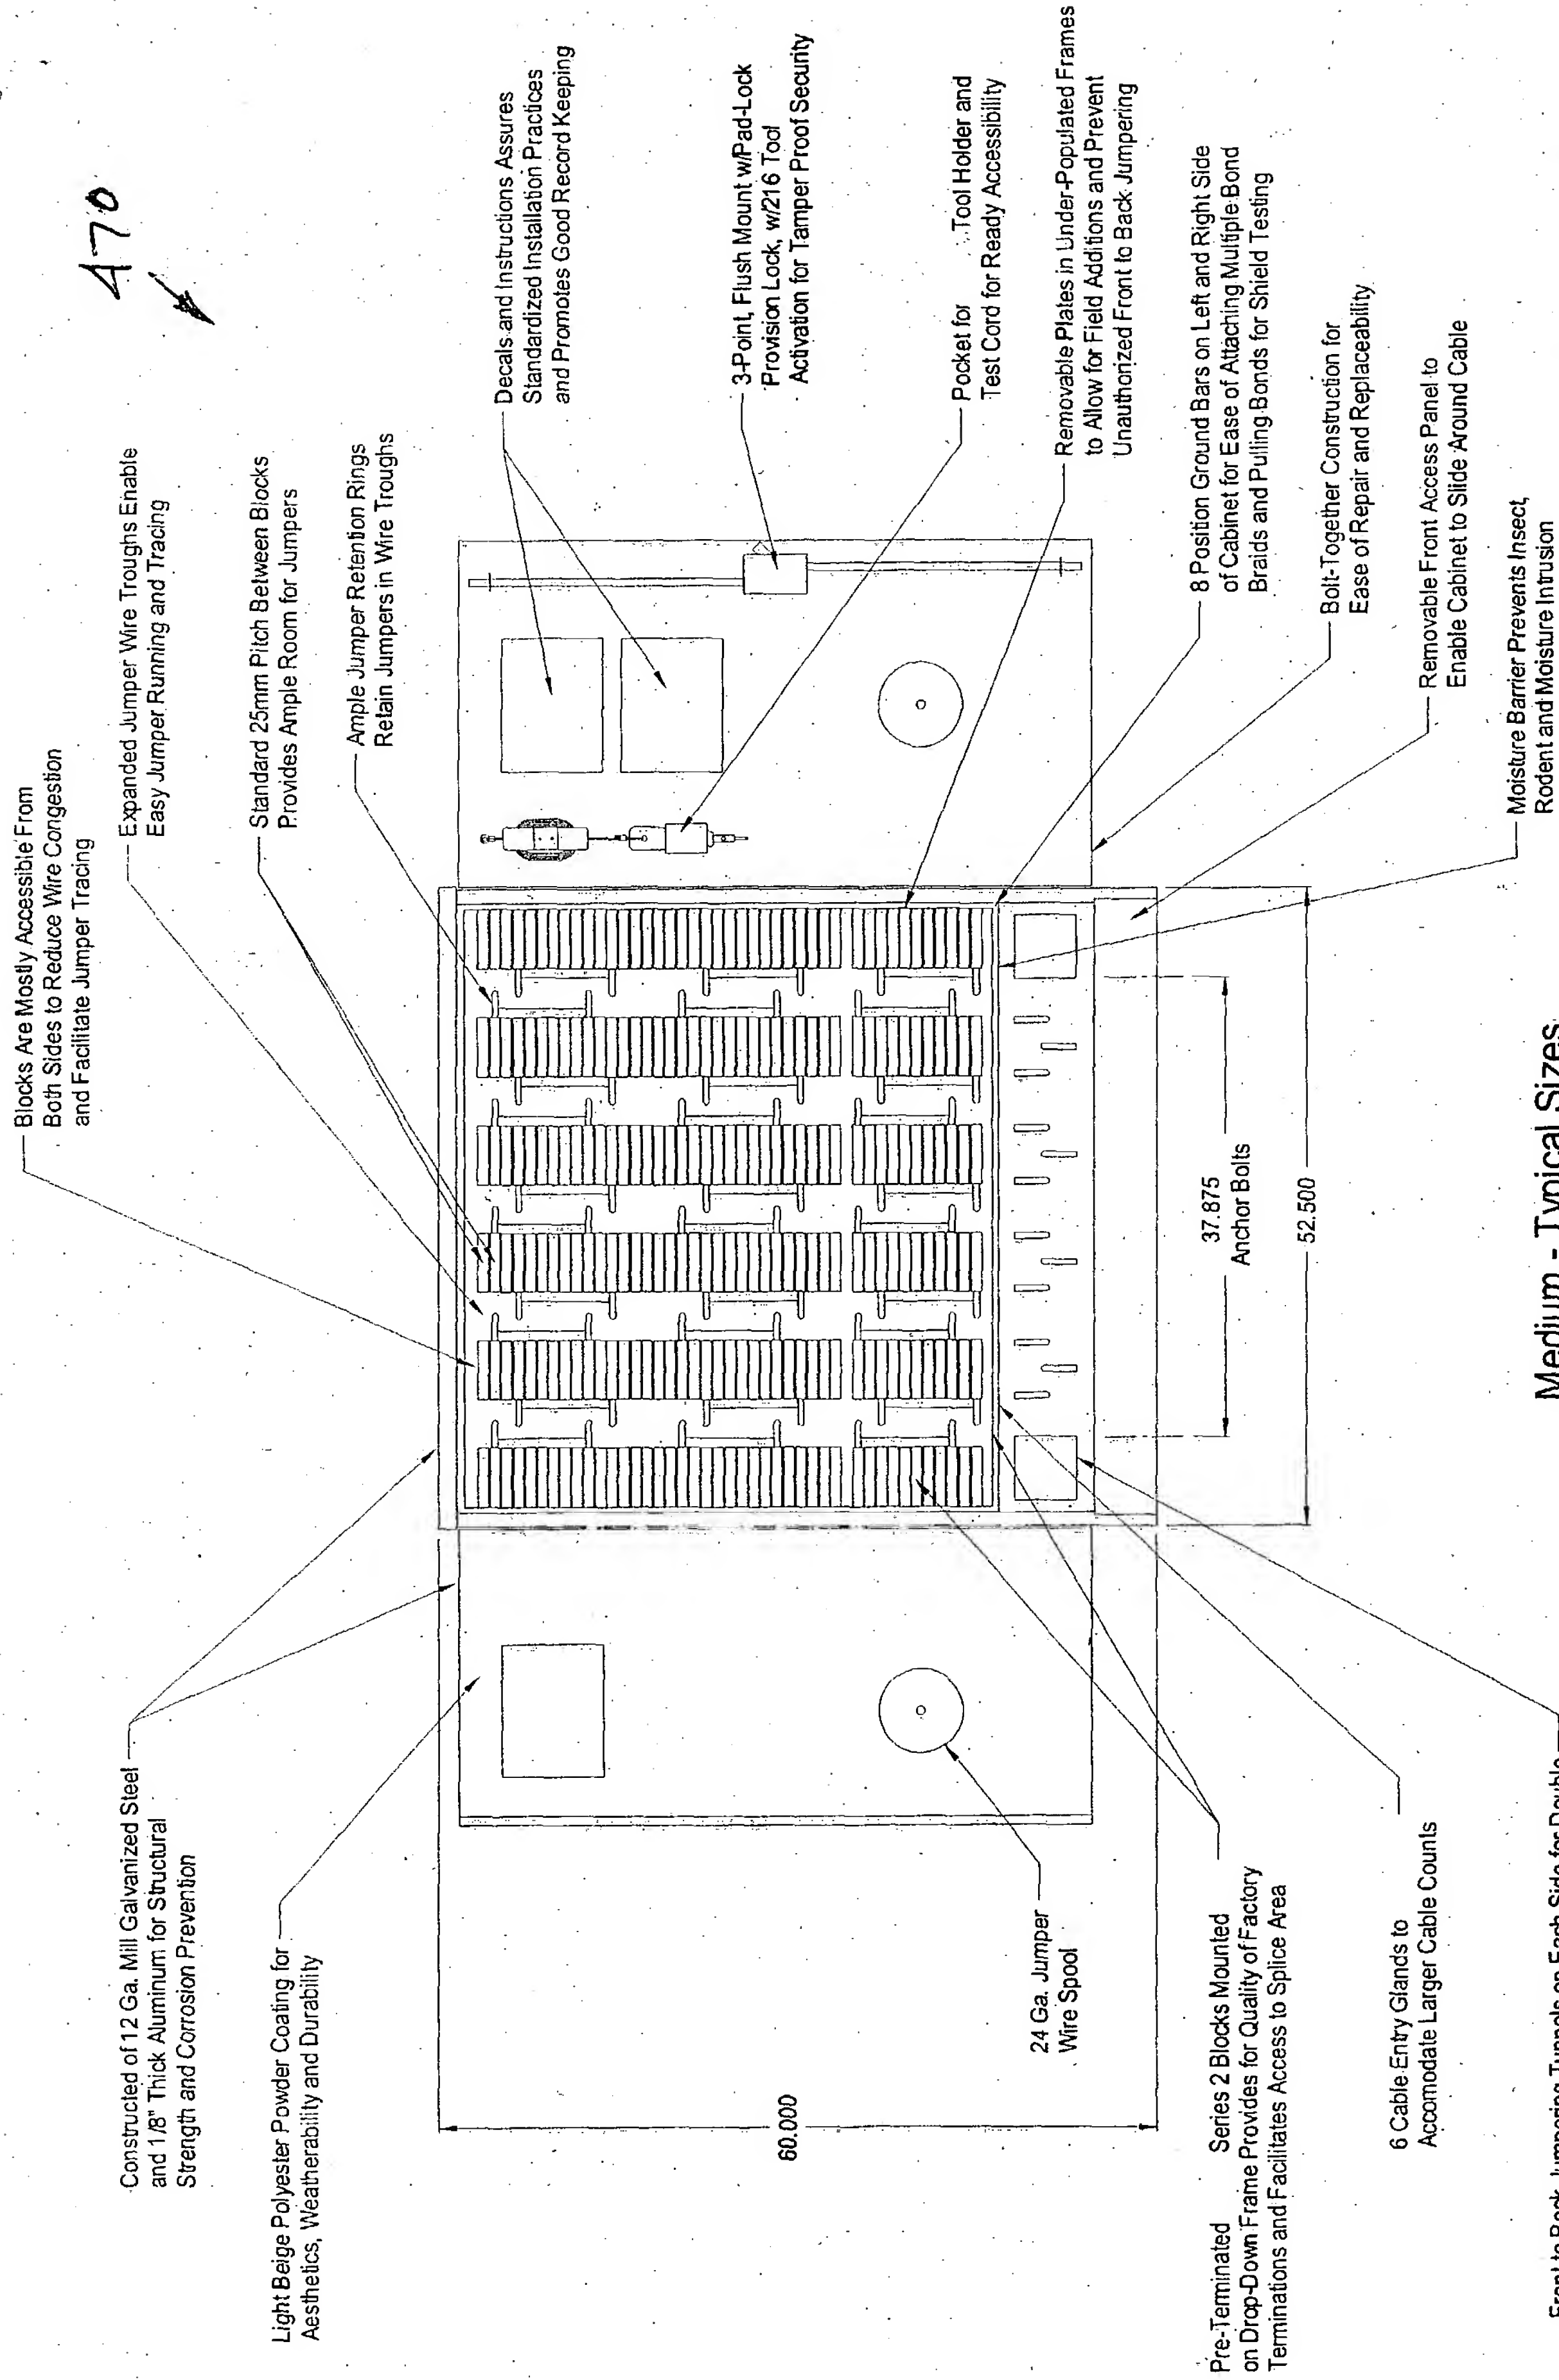 470
Blocks Are Mostly Accessible From
Both Sides to Reduce Wire Congestion
and Facilitate Jumper Tracing
Expanded Jumper Wire Troughs Enable
Easy Jumper Running and Tracing
Standard 25mm Pitch Between Blocks
Provides Ample Room for Jumpers
Ample Jumper Retention Rings
Retain Jumpers in Wire Troughs
Constructed of 12 Ga. Mill Galvanized Steel
and 1/8" Thick Aluminum for Structural
Strength and Corrosion Prevention
Light Beige Polyester Powder Coating for
Aesthetics, Weatherability and Durability
Decals and Instructions Assures
Standardized Installation Practices
and Promotes Good Record Keeping
3-Point, Flush Mount w/Pad-Lock
Provision Lock, w/216 Tool
Activation for Tamper Proof Security
Pocket for Tool Holder and
Test Cord for Ready Accessibility
Removable Plates in Under-Populated Frames
to Allow for Field Additions and Prevent
Unauthorized Front to Back Jumpering
8 Position Ground Bars on Left and Right Side
of Cabinet for Ease of Attaching Multiple Bond
Braids and Pulling Bonds for Shield Testing
Bolt-Together Construction for
Ease of Repair and Replaceability
Removable Front Access Panel to
Enable Cabinet to Slide Around Cable
Moisture Barrier Prevents Insect,
Rodent and Moisture Intrusion
24 Ga. Jumper
Wire Spool
60.000
37.875
Anchor Bolts
52.500
Pre-Terminated Series 2 Blocks Mounted
on Drop-Down Frame Provides for Quality of Factory
Terminations and Facilitates Access to Splice Area
6 Cable Entry Glands to
Accomodate Larger Cable Counts
Front to Back Jumpering Tunnels on Each Side for Double
Medium - Typical Sizes